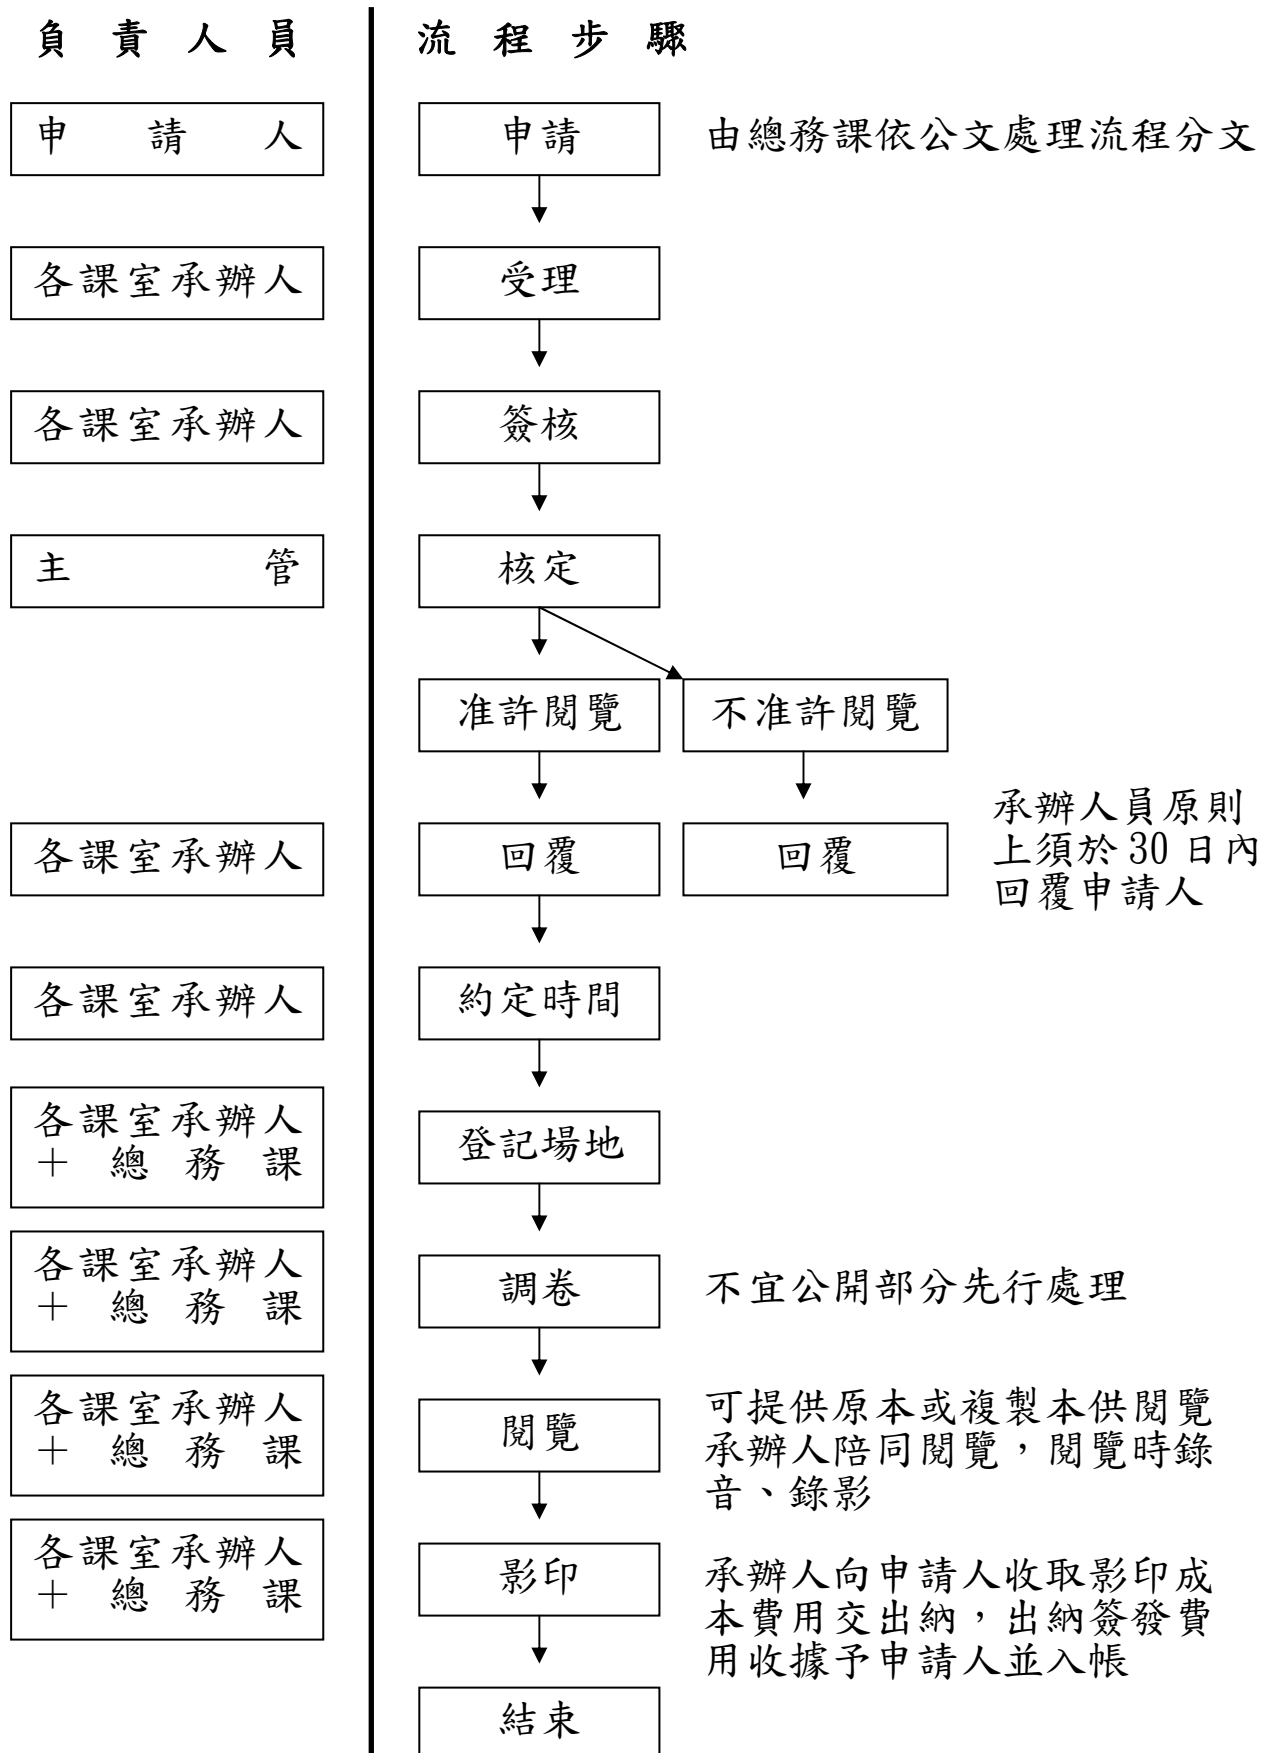 負責人員
流程步驟
申請人
申請
由總務課依公文處理流程分文
各課室承辦人
受理
各課室承辦人
簽核
主管
核定
准許閱覽
不准許閱覽
各課室承辦人
回覆
回覆
承辦人員原則
上須於30日內
回覆申請人
各課室承辦人
約定時間
各課室承辦人
＋總務課
登記場地
各課室承辦人
＋總務課
調卷
不宜公開部分先行處理
各課室承辦人
＋總務課
閱覽
可提供原本或複製本供閱覽
承辦人陪同閱覽，閱覽時錄
音、錄影
各課室承辦人
＋總務課
影印
承辦人向申請人收取影印成
本費用交出納，出納簽發費
用收據予申請人並入帳
結束